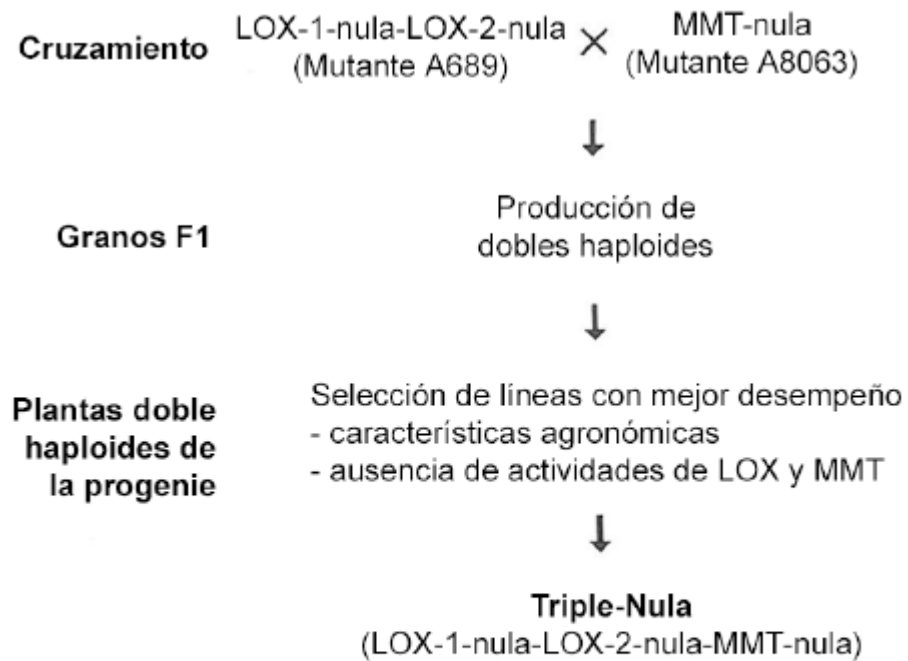 Cruzamiento
LOX-1-nula-LOX-2-nula × MMT-nula
(Mutante A689) (Mutante A8063)
Granos F1
Producción de
dobles haploides
Plantas doble
haploides de
la progenie
Selección de líneas con mejor desempeño
- características agronómicas
- ausencia de actividades de LOX y MMT
Triple-Nula
(LOX-1-nula-LOX-2-nula-MMT-nula)